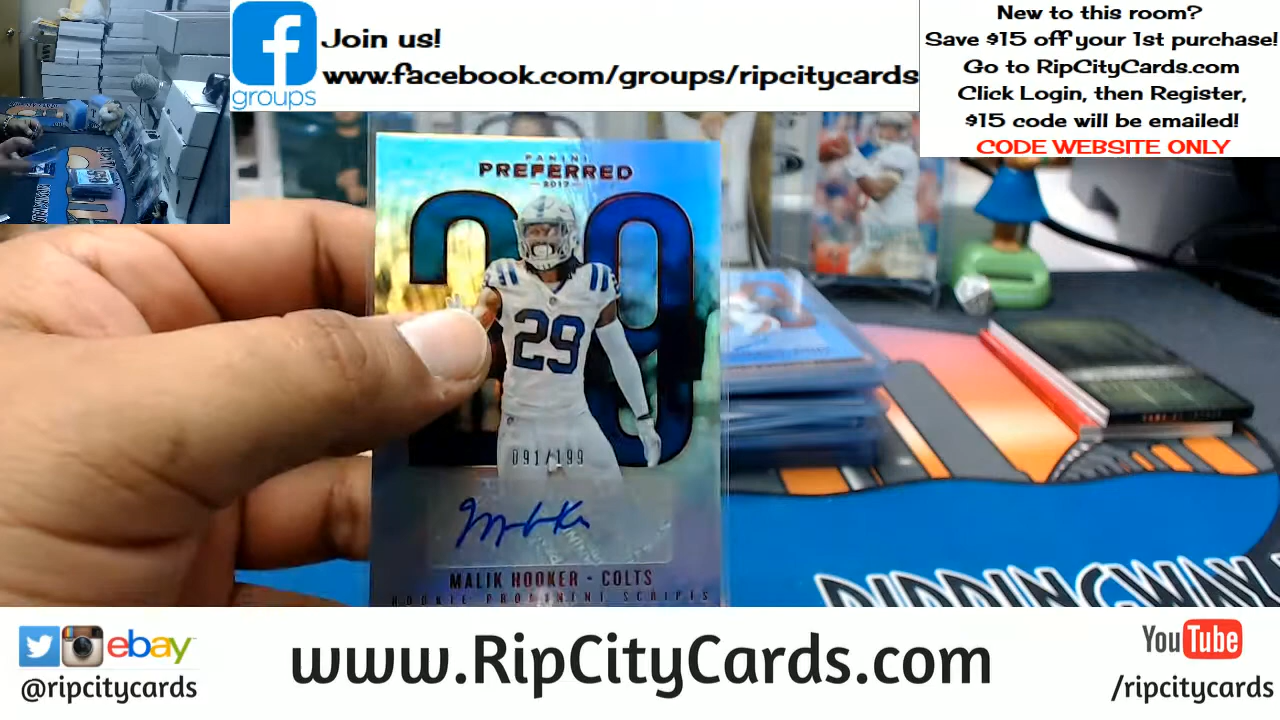 groups
Join us!
www.facebook.com/groups/ripcitycards
New to this room?
Save $15 off your 1st purchase!
Go to RipCityCards.com
Click Login, then Register,
$15 code will be emailed!
CODE WEBSITE ONLY
PANINI
PREFERRED
2017
29
29
091/199
MALIK HOOKER - COLTS
ROOKIE PROMINENT SCRIPTS
ebay
@ripcitycards
www.RipCityCards.com
YouTube
/ripcitycards